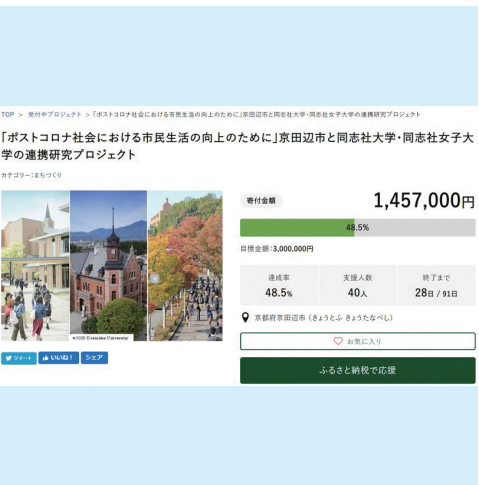 TOP > 受付中プロジェクト > 「ポストコロナ社会における市民生活の向上のために」京田辺市と同志社大学・同志社女子大学の連携研究プロジェクト
「ポストコロナ社会における市民生活の向上のために」京田辺市と同志社大学・同志社女子大
学の連携研究プロジェクト
カテゴリー:まちづくり
寄付金額 1,457,000円
48.5%
目標金額:3,000,000円
達成率 支援人数 終了まで
48.5% 40人 28日 / 91日
京都府京田辺市 (きょうとふ きょうたなべし)
©2021 Doshisha University
お気に入り
ツイート いいね! シェア
ふるさと納税で応援